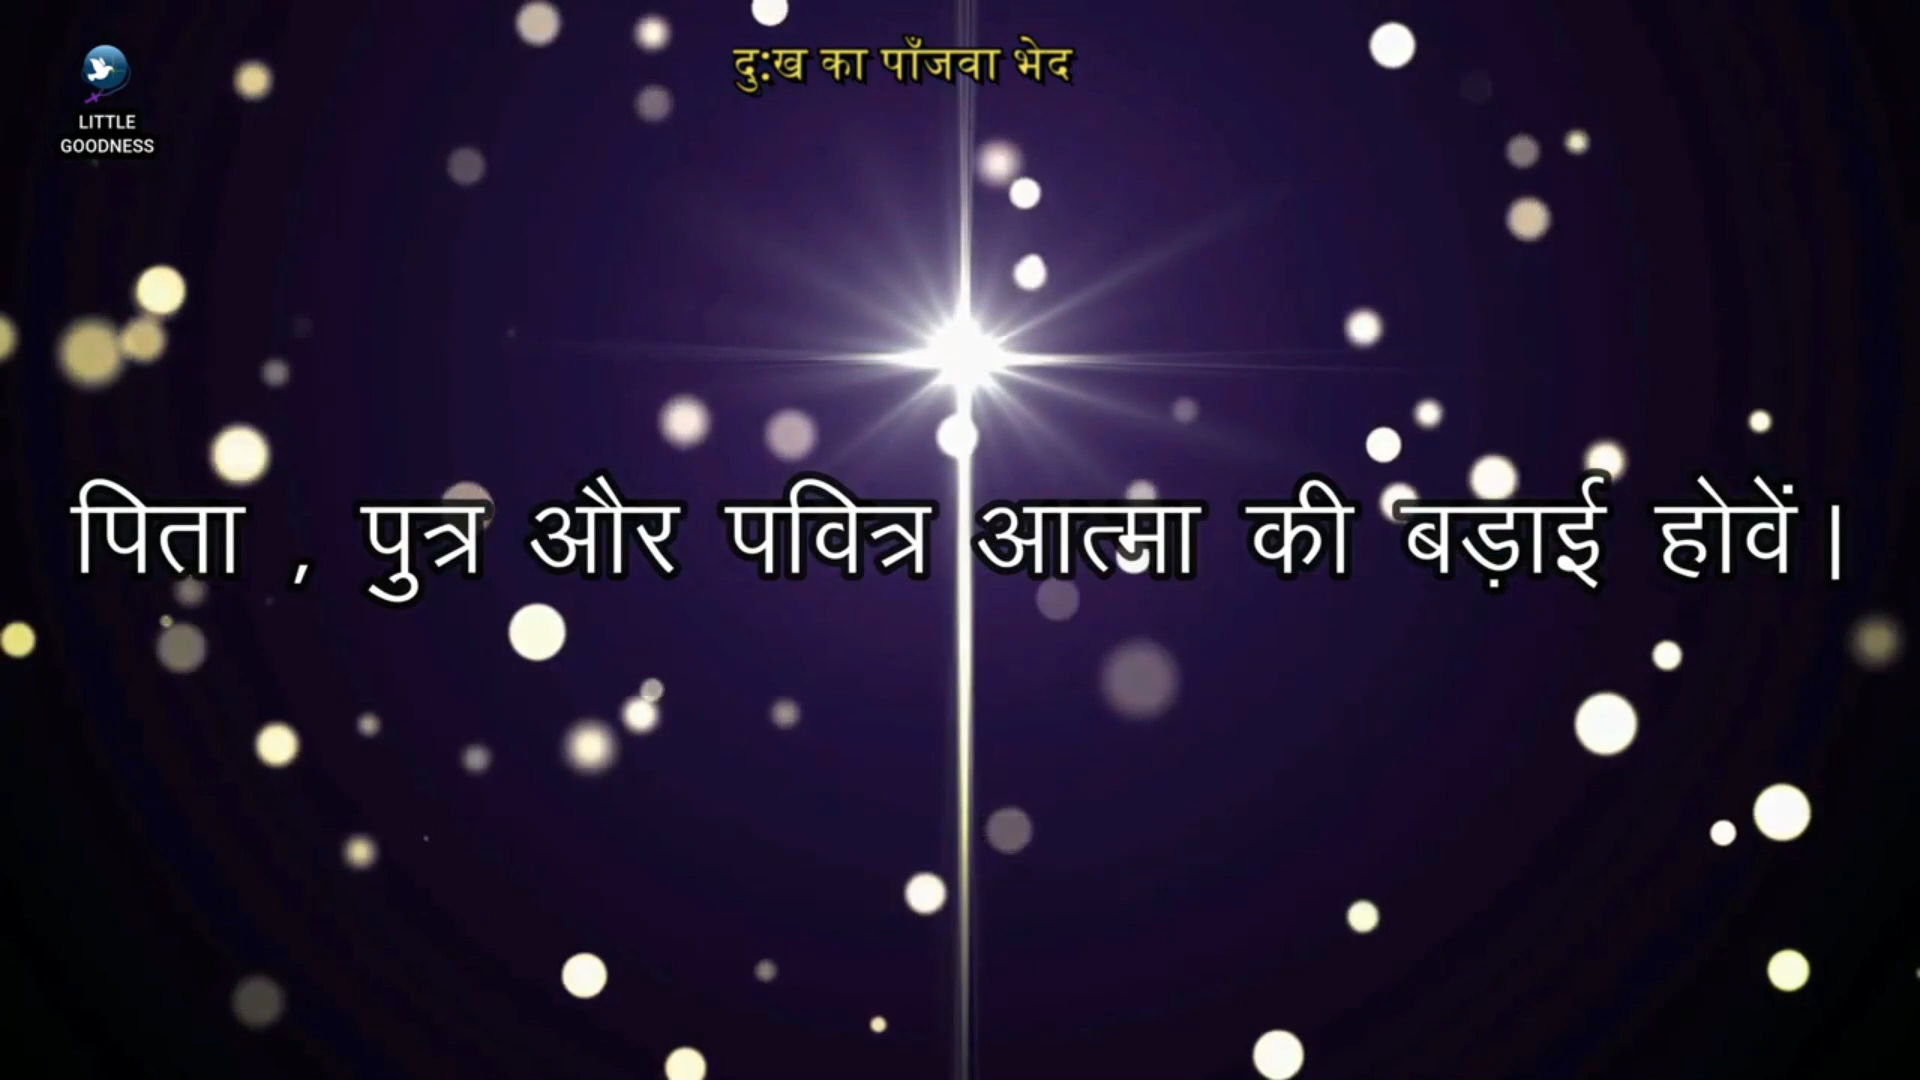 दु:ख का पाँजवा भेद
LITTLE
GOODNESS
पिता , पुत्र और पवित्र आत्मा की बड़ाई होवें।